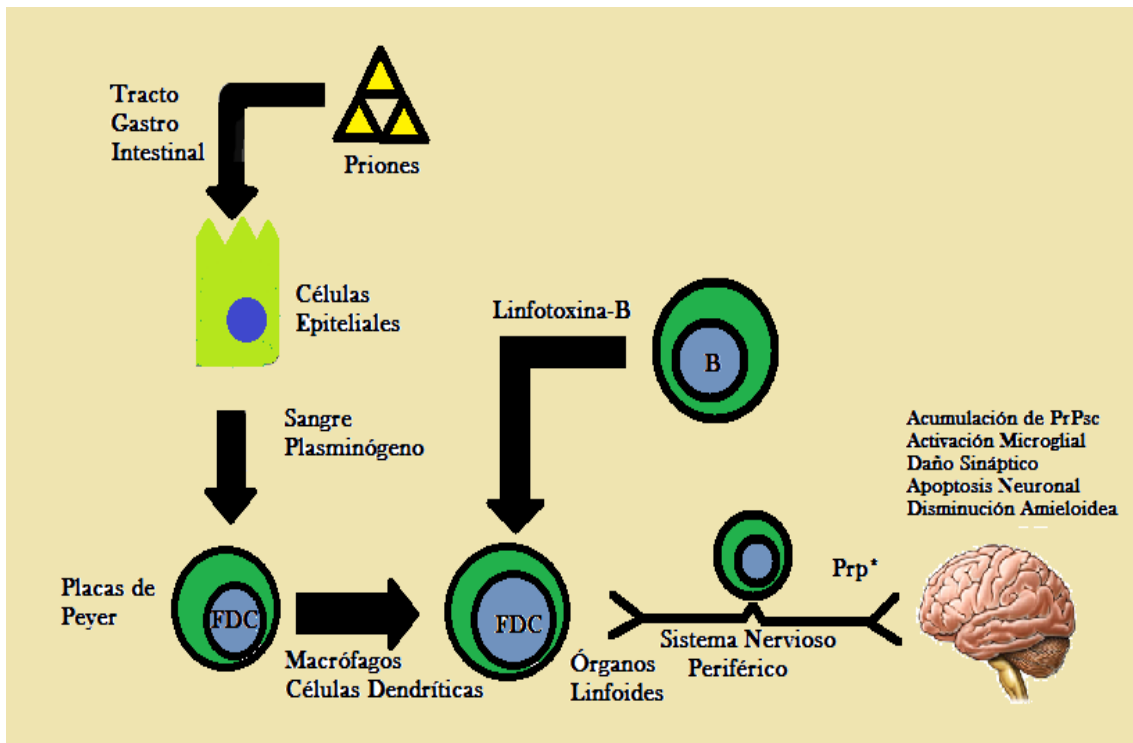 Tracto
Gastro
Intestinal
Priones
Células
Epiteliales
Linfotoxina-B
B
Sangre
Plasminógeno
Acumulación de PrPsc
Activación Microglial
Daño Sináptico
Apoptosis Neuronal
Disminución Amieloidea
Placas de
Peyer
FDC
Macrófagos
Células Dendríticas
FDC
Órganos
Linfoides
Sistema Nervioso
Periférico
Prp*